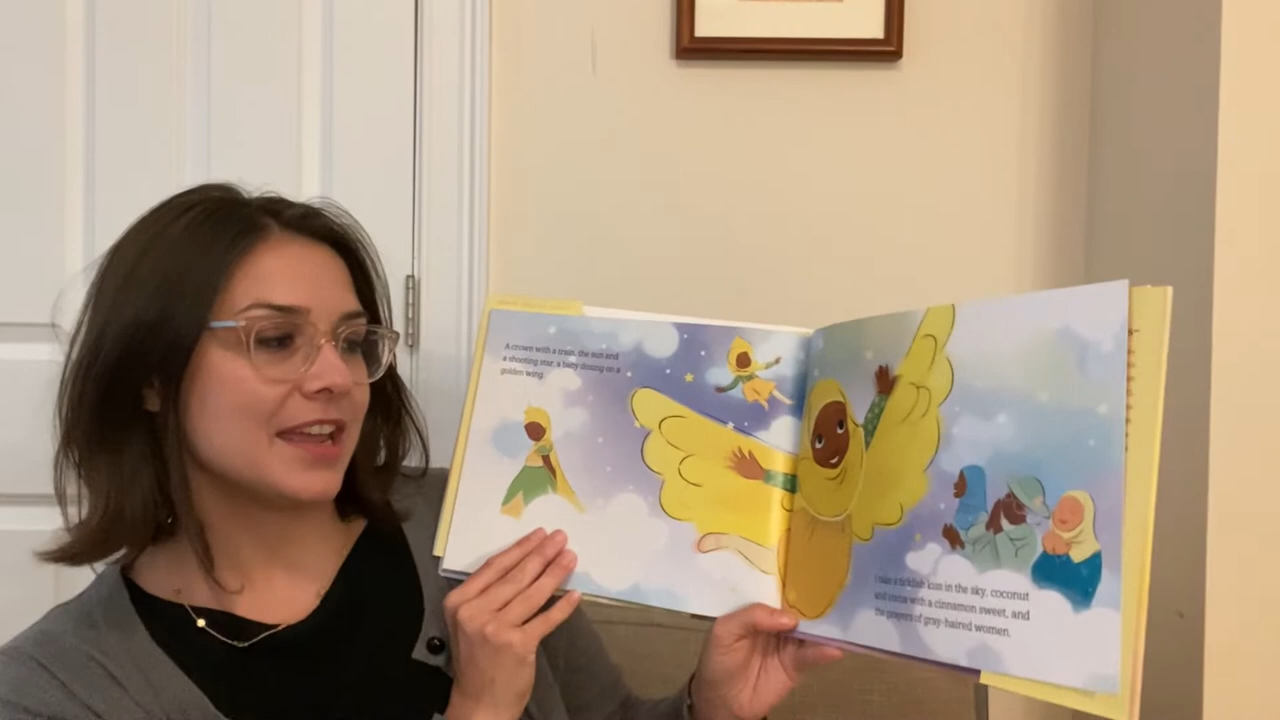 A crown with a train, the sun and
a shooting star, a baby dozing on a
golden wing.
I take a ticklish kiss in the sky, coconut
and cocoa with a cinnamon sweet, and
the prayers of gray-haired women.